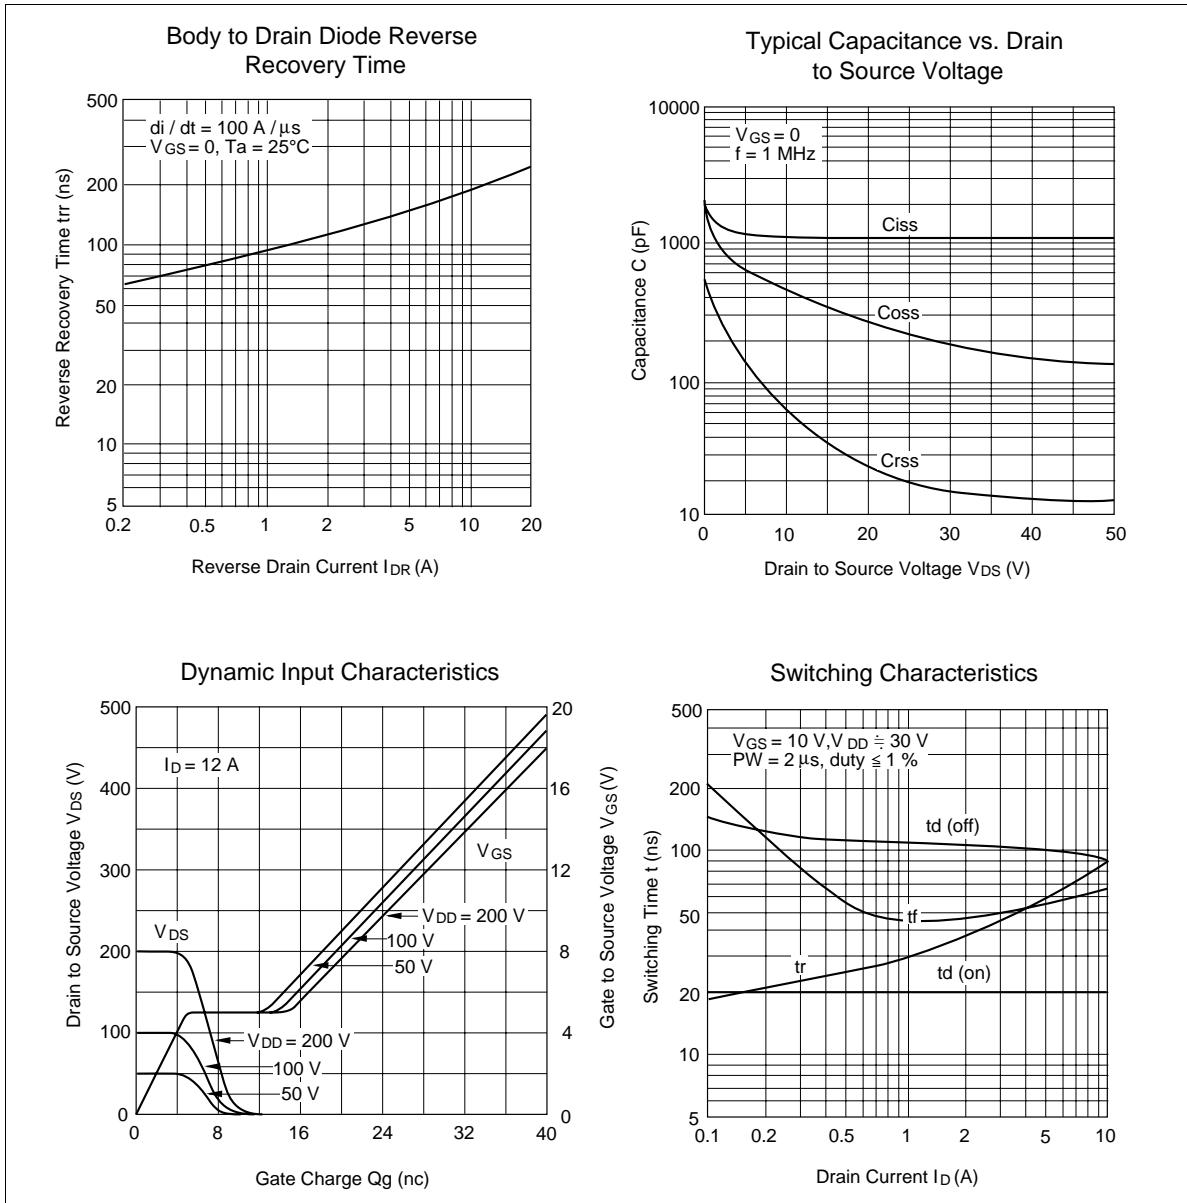 Body to Drain Diode Reverse
Recovery Time
500
200
100
50
20
10
5
Reverse Recovery Time trr (ns)
di / dt = 100 A / µs
VGS = 0, Ta = 25°C
0.2
0.5
1
2
5
10
20
Reverse Drain Current IDR (A)
Typical Capacitance vs. Drain
to Source Voltage
10000
1000
100
10
Capacitance C (pF)
VGS = 0
f = 1 MHz
Ciss
Coss
Crss
0
10
20
30
40
50
Drain to Source Voltage VDS (V)
Dynamic Input Characteristics
500
400
300
200
100
0
Drain to Source Voltage VDS (V)
ID = 12 A
VDS
VGS
VDD = 200 V
100 V
50 V
VDD = 200 V
100 V
50 V
20
16
12
8
4
0
Gate to Source Voltage VGS (V)
0
8
16
24
32
40
Gate Charge Qg (nc)
Switching Characteristics
500
200
100
50
20
10
5
Switching Time t (ns)
VGS = 10 V, VDD ≒ 30 V
PW = 2 µs, duty ≦ 1 %
td (off)
tf
tr
td (on)
0.1
0.2
0.5
1
2
5
10
Drain Current ID (A)